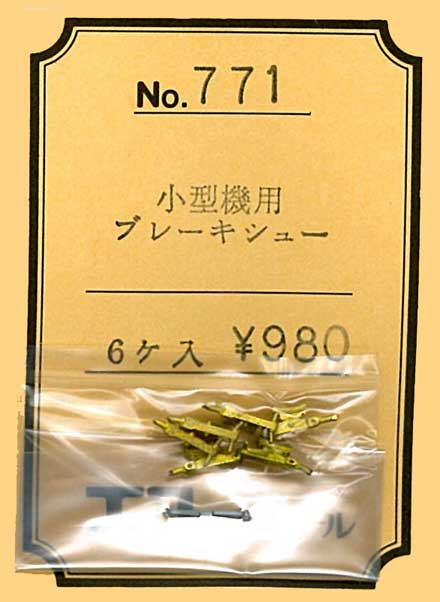 No. 771
小型機用
ブレーキシュー
6ケ入 ¥980